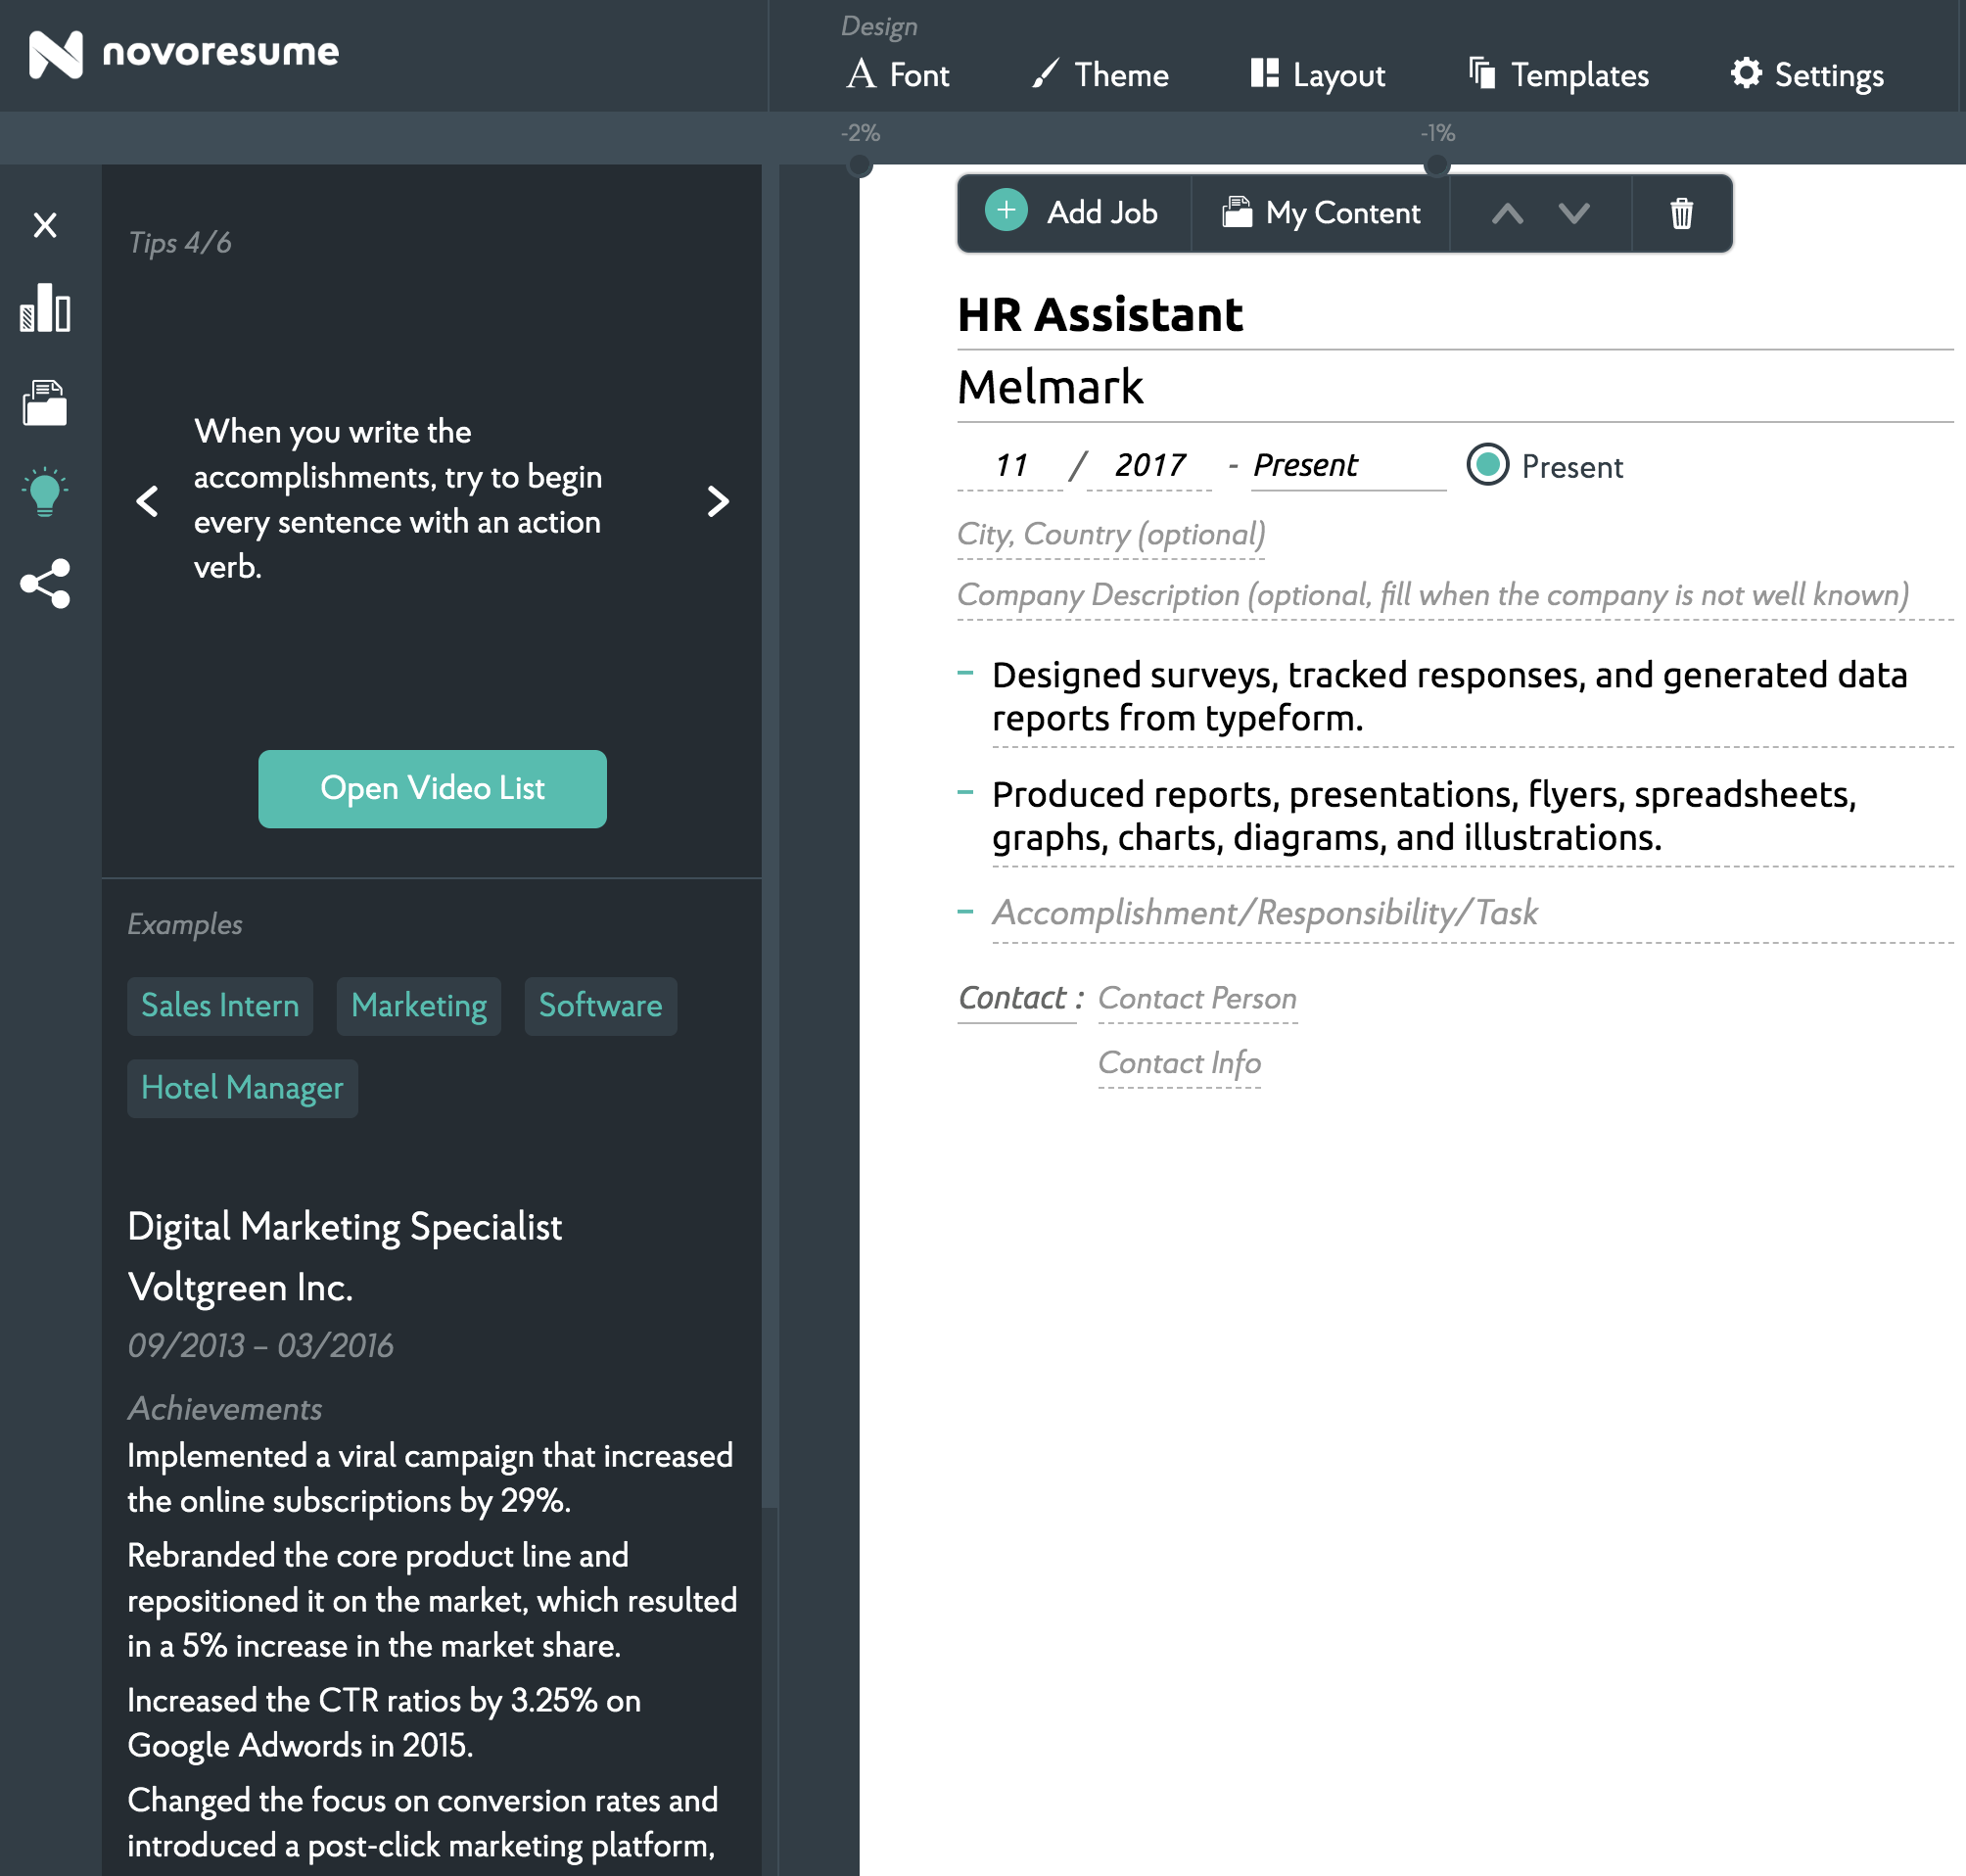 novoresume
Design
Font
Theme
Layout
Templates
Settings
-2%
-1%
Tips 4/6
When you write the
accomplishments, try to begin
every sentence with an action
verb.
Open Video List
Examples
Sales Intern
Marketing
Software
Hotel Manager
Digital Marketing Specialist
Voltgreen Inc.
09/2013 – 03/2016
Achievements
Implemented a viral campaign that increased
the online subscriptions by 29%.
Rebranded the core product line and
repositioned it on the market, which resulted
in a 5% increase in the market share.
Increased the CTR ratios by 3.25% on
Google Adwords in 2015.
Changed the focus on conversion rates and
introduced a post-click marketing platform,
Add Job
My Content
HR Assistant
Melmark
11 / 2017 - Present
Present
City, Country (optional)
Company Description (optional, fill when the company is not well known)
– Designed surveys, tracked responses, and generated data
reports from typeform.
– Produced reports, presentations, flyers, spreadsheets,
graphs, charts, diagrams, and illustrations.
– Accomplishment/Responsibility/Task
Contact : Contact Person
Contact Info